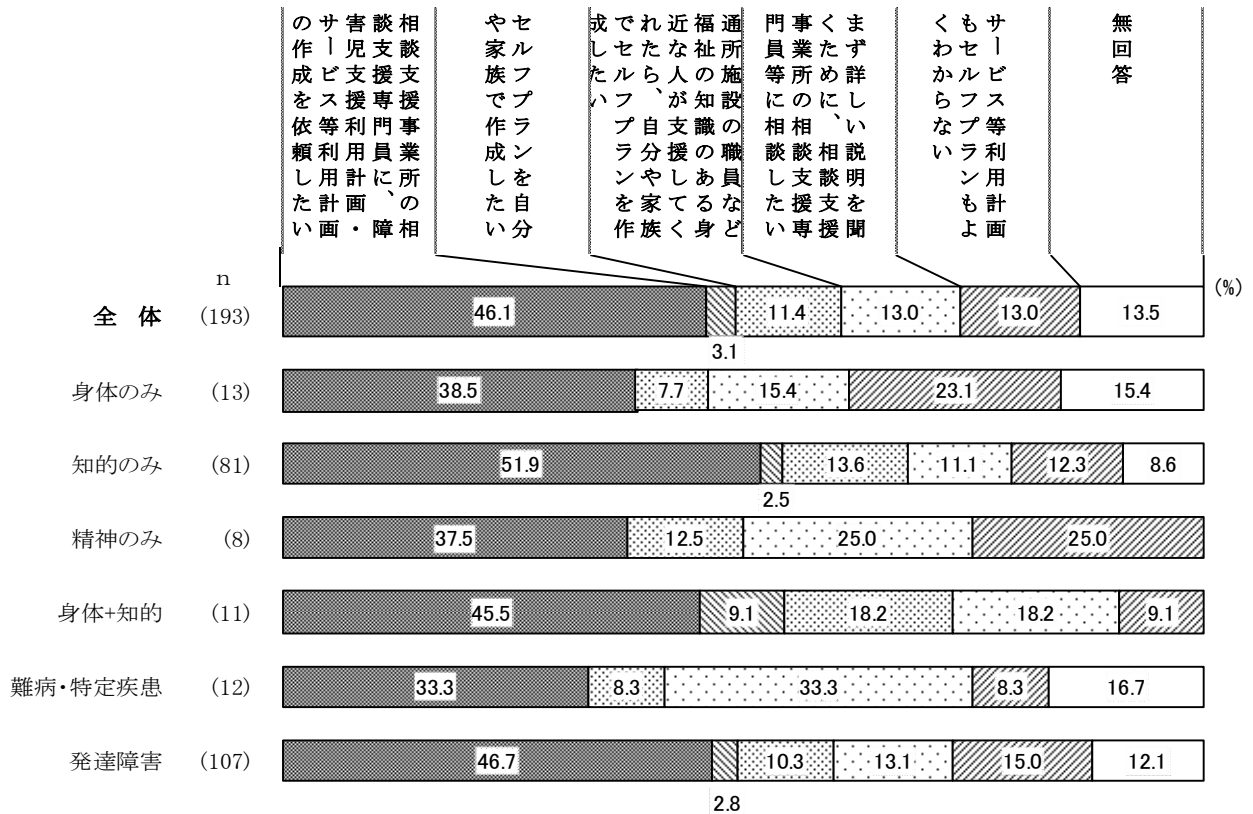 相談支援事業所の相
談支援専門員に、障
害児支援利用計画・
サービス等利用計画
の作成を依頼したい
セルフプランを自分
や家族で作成したい
通所施設の職員など
福祉の知識のある身
近な人が支援してく
れたら、自分や家族
でセルフプランを作
成したい
まず詳しい説明を聞
くために、相談支援
事業所の相談支援専
門員等に相談したい
サービス等利用計画
もセルフプランもよ
くわからない
無回答
n
(%)
全 体 (193) 46.1 11.4 13.0 13.0 13.5
3.1
身体のみ (13) 38.5 7.7 15.4 23.1 15.4
知的のみ (81) 51.9 13.6 11.1 12.3 8.6
2.5
精神のみ (8) 37.5 12.5 25.0 25.0
身体+知的 (11) 45.5 9.1 18.2 18.2 9.1
難病・特定疾患 (12) 33.3 8.3 33.3 8.3 16.7
発達障害 (107) 46.7 10.3 13.1 15.0 12.1
2.8